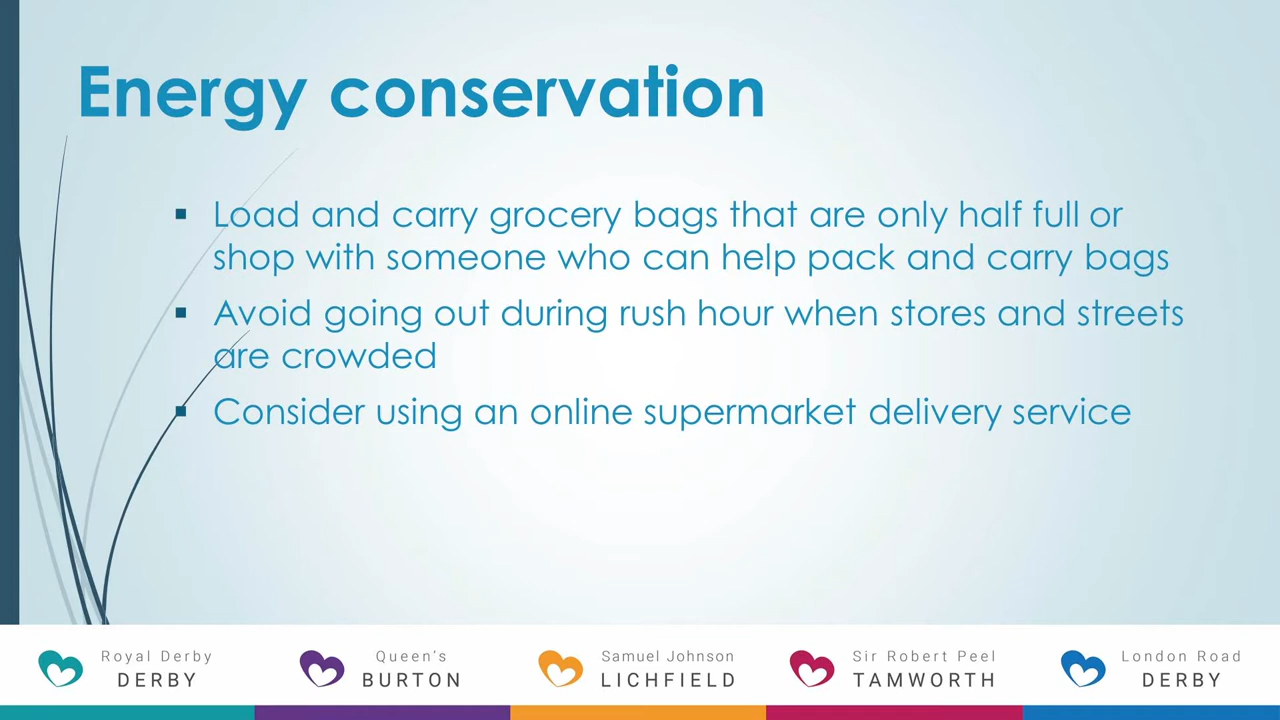 Energy conservation
▪ Load and carry grocery bags that are only half full or
shop with someone who can help pack and carry bags
▪ Avoid going out during rush hour when stores and streets
are crowded
▪ Consider using an online supermarket delivery service
Royal Derby
DERBY
Queen's
BURTON
Samuel Johnson
LICHFIELD
Sir Robert Peel
TAMWORTH
London Road
DERBY